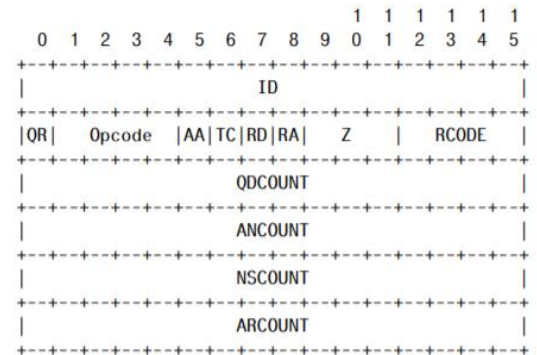 1  1  1  1  1  1
  0  1  2  3  4  5  6  7  8  9  0  1  2  3  4  5
+--+--+--+--+--+--+--+--+--+--+--+--+--+--+--+--+
|                      ID                       |
+--+--+--+--+--+--+--+--+--+--+--+--+--+--+--+--+
|QR|   Opcode  |AA|TC|RD|RA|   Z    |   RCODE   |
+--+--+--+--+--+--+--+--+--+--+--+--+--+--+--+--+
|                    QDCOUNT                    |
+--+--+--+--+--+--+--+--+--+--+--+--+--+--+--+--+
|                    ANCOUNT                    |
+--+--+--+--+--+--+--+--+--+--+--+--+--+--+--+--+
|                    NSCOUNT                    |
+--+--+--+--+--+--+--+--+--+--+--+--+--+--+--+--+
|                    ARCOUNT                    |
+--+--+--+--+--+--+--+--+--+--+--+--+--+--+--+--+